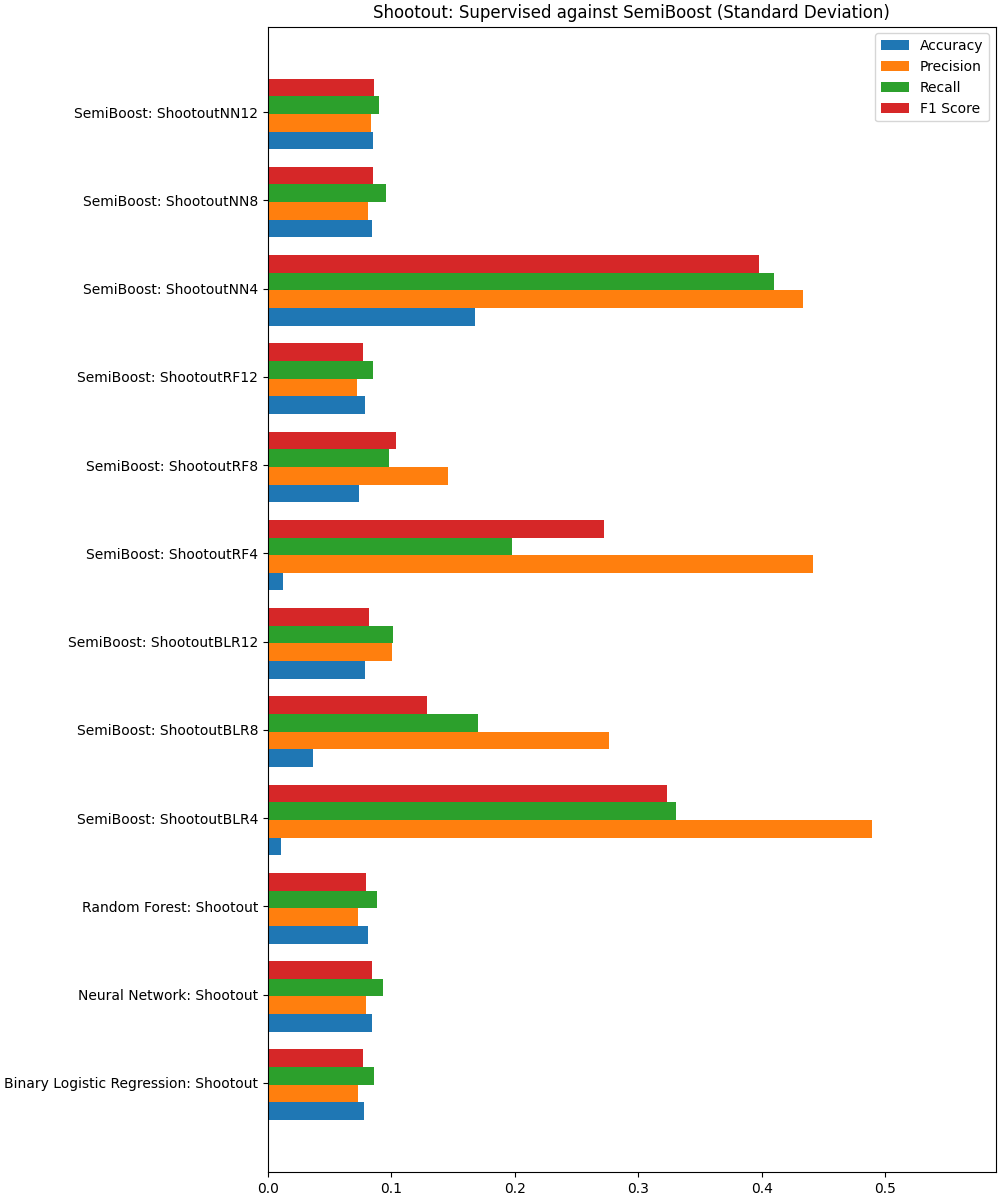 Shootout: Supervised against SemiBoost (Standard Deviation)
Accuracy
Precision
Recall
F1 Score
SemiBoost: ShootoutNN12
SemiBoost: ShootoutNN8
SemiBoost: ShootoutNN4
SemiBoost: ShootoutRF12
SemiBoost: ShootoutRF8
SemiBoost: ShootoutRF4
SemiBoost: ShootoutBLR12
SemiBoost: ShootoutBLR8
SemiBoost: ShootoutBLR4
Random Forest: Shootout
Neural Network: Shootout
Binary Logistic Regression: Shootout
0.0 0.1 0.2 0.3 0.4 0.5